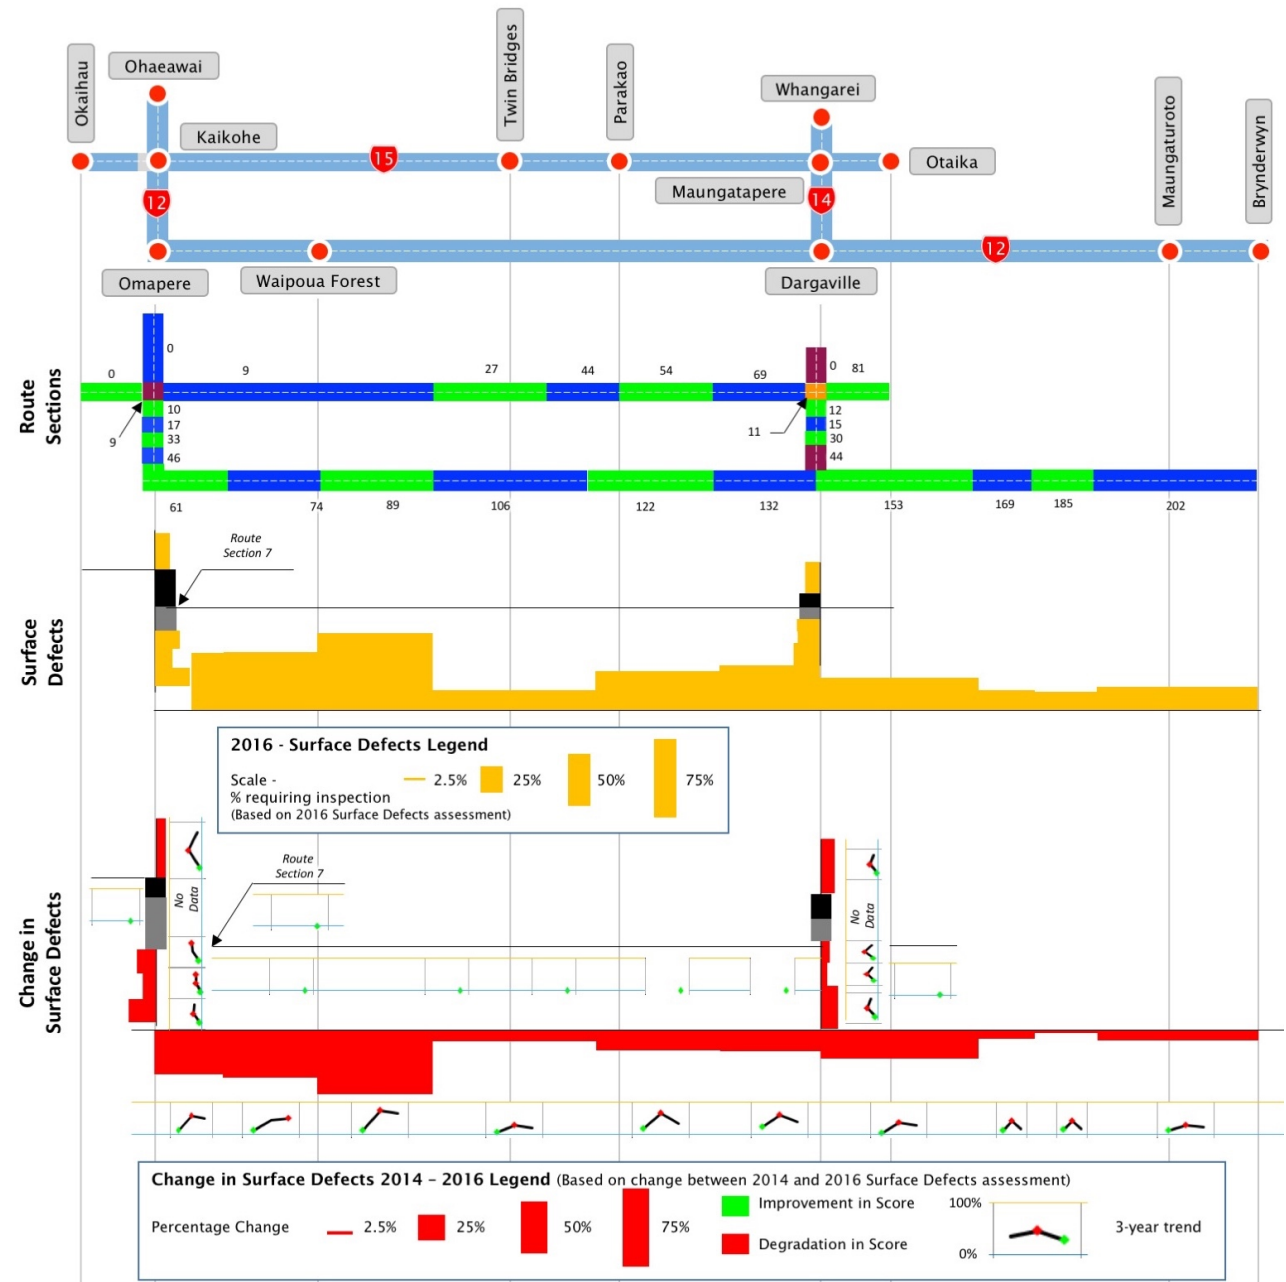 Okaihau
Ohaeawai
Kaikohe
Twin Bridges
Parakao
Whangarei
Maungatapere
Otaika
Maungaturoto
Brynderwyn
15
12
14
12
Omapere
Waipoua Forest
Dargaville
Route
Sections
0
0
9
27
44
54
69
0
81
9
10
17
33
46
11
12
15
30
44
61
74
89
106
122
132
153
169
185
202
Surface
Defects
Route
Section 7
2016 - Surface Defects Legend
Scale -
% requiring inspection
(Based on 2016 Surface Defects assessment)
2.5%
25%
50%
75%
Change in
Surface Defects
No
Data
Route
Section 7
No
Data
Change in Surface Defects 2014 – 2016 Legend (Based on change between 2014 and 2016 Surface Defects assessment)
Percentage Change
2.5%
25%
50%
75%
Improvement in Score
Degradation in Score
100%
0%
3-year trend